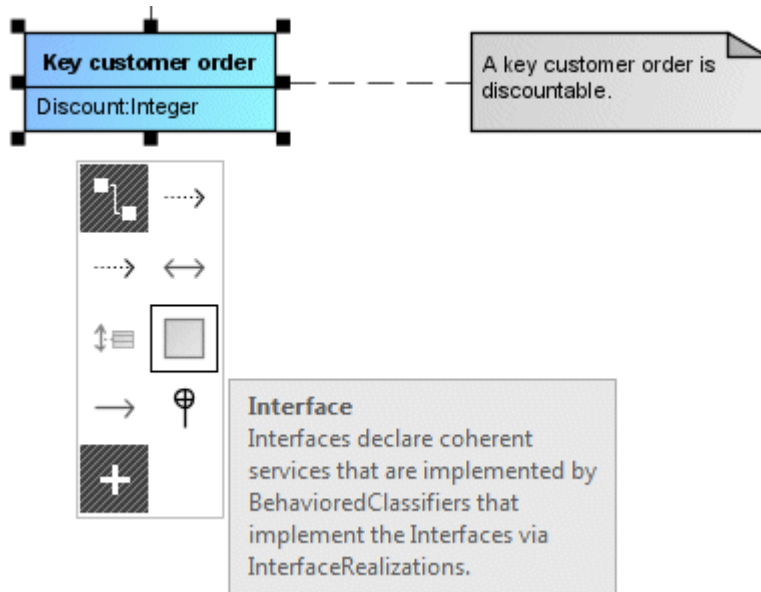 Key customer order
Discount:Integer
A key customer order is
discountable.
Interface
Interfaces declare coherent
services that are implemented by
BehavioredClassifiers that
implement the Interfaces via
InterfaceRealizations.